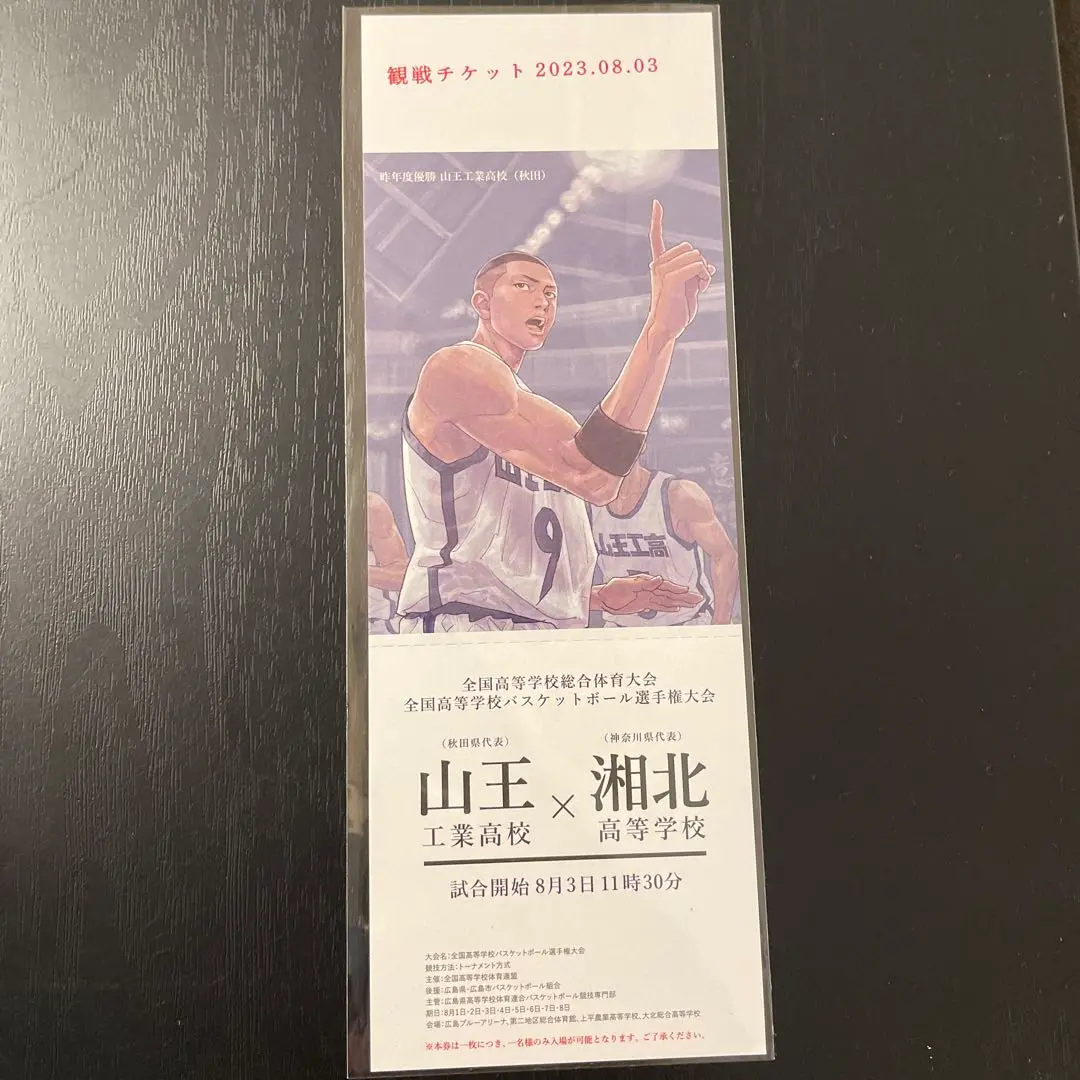 観戦チケット 2023.08.03
昨年度優勝 山王工業高校（秋田）
9
山王工高
全国高等学校総合体育大会
全国高等学校バスケットボール選手権大会
（秋田県代表）
（神奈川県代表）
山王 × 湘北
工業高校 高等学校
試合開始 8月3日 11時30分
大会名：全国高等学校バスケットボール選手権大会
競技方法：トーナメント方式
主催：全国高等学校体育連盟
後援：広島県・広島市バスケットボール組合
主管：広島県高等学校体育連合バスケットボール競技専門部
期日：8月1日・2日・3日・4日・5日・6日・7日・8日
会場：広島ブルーアリーナ、第二地区総合体育館、上平農業高等学校、大北総合高等学校
※本券は一枚につき、一名様のみ入場が可能となります。ご了承ください。